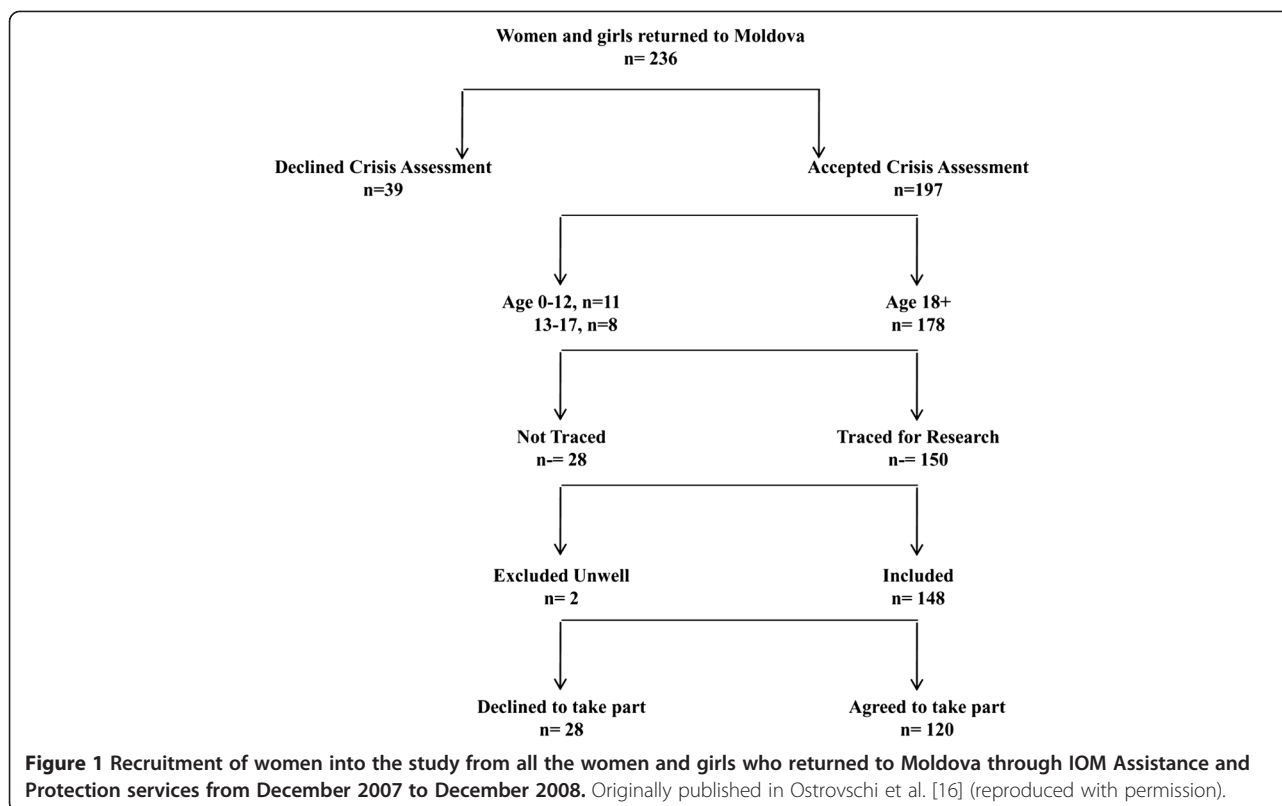 Women and girls returned to Moldova
n= 236
Declined Crisis Assessment
n=39
Accepted Crisis Assessment
n=197
Age 0-12, n=11
13-17, n=8
Age 18+
n= 178
Not Traced
n-= 28
Traced for Research
n-= 150
Excluded Unwell
n= 2
Included
n= 148
Declined to take part
n= 28
Agreed to take part
n= 120
Figure 1 Recruitment of women into the study from all the women and girls who returned to Moldova through IOM Assistance and
Protection services from December 2007 to December 2008. Originally published in Ostrovschi et al. [16] (reproduced with permission).